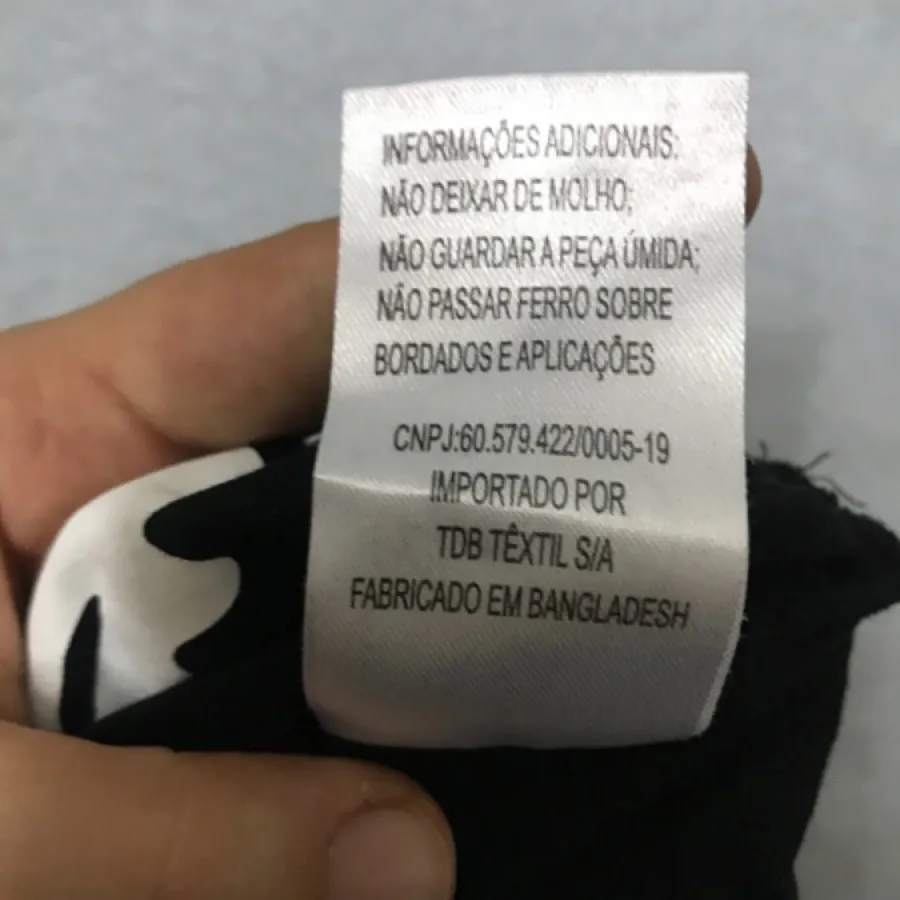 INFORMAÇÕES ADICIONAIS:
NÃO DEIXAR DE MOLHO;
NÃO GUARDAR A PEÇA ÚMIDA;
NÃO PASSAR FERRO SOBRE
BORDADOS E APLICAÇÕES
CNPJ:60.579.422/0005-19
IMPORTADO POR
TDB TÊXTIL S/A
FABRICADO EM BANGLADESH